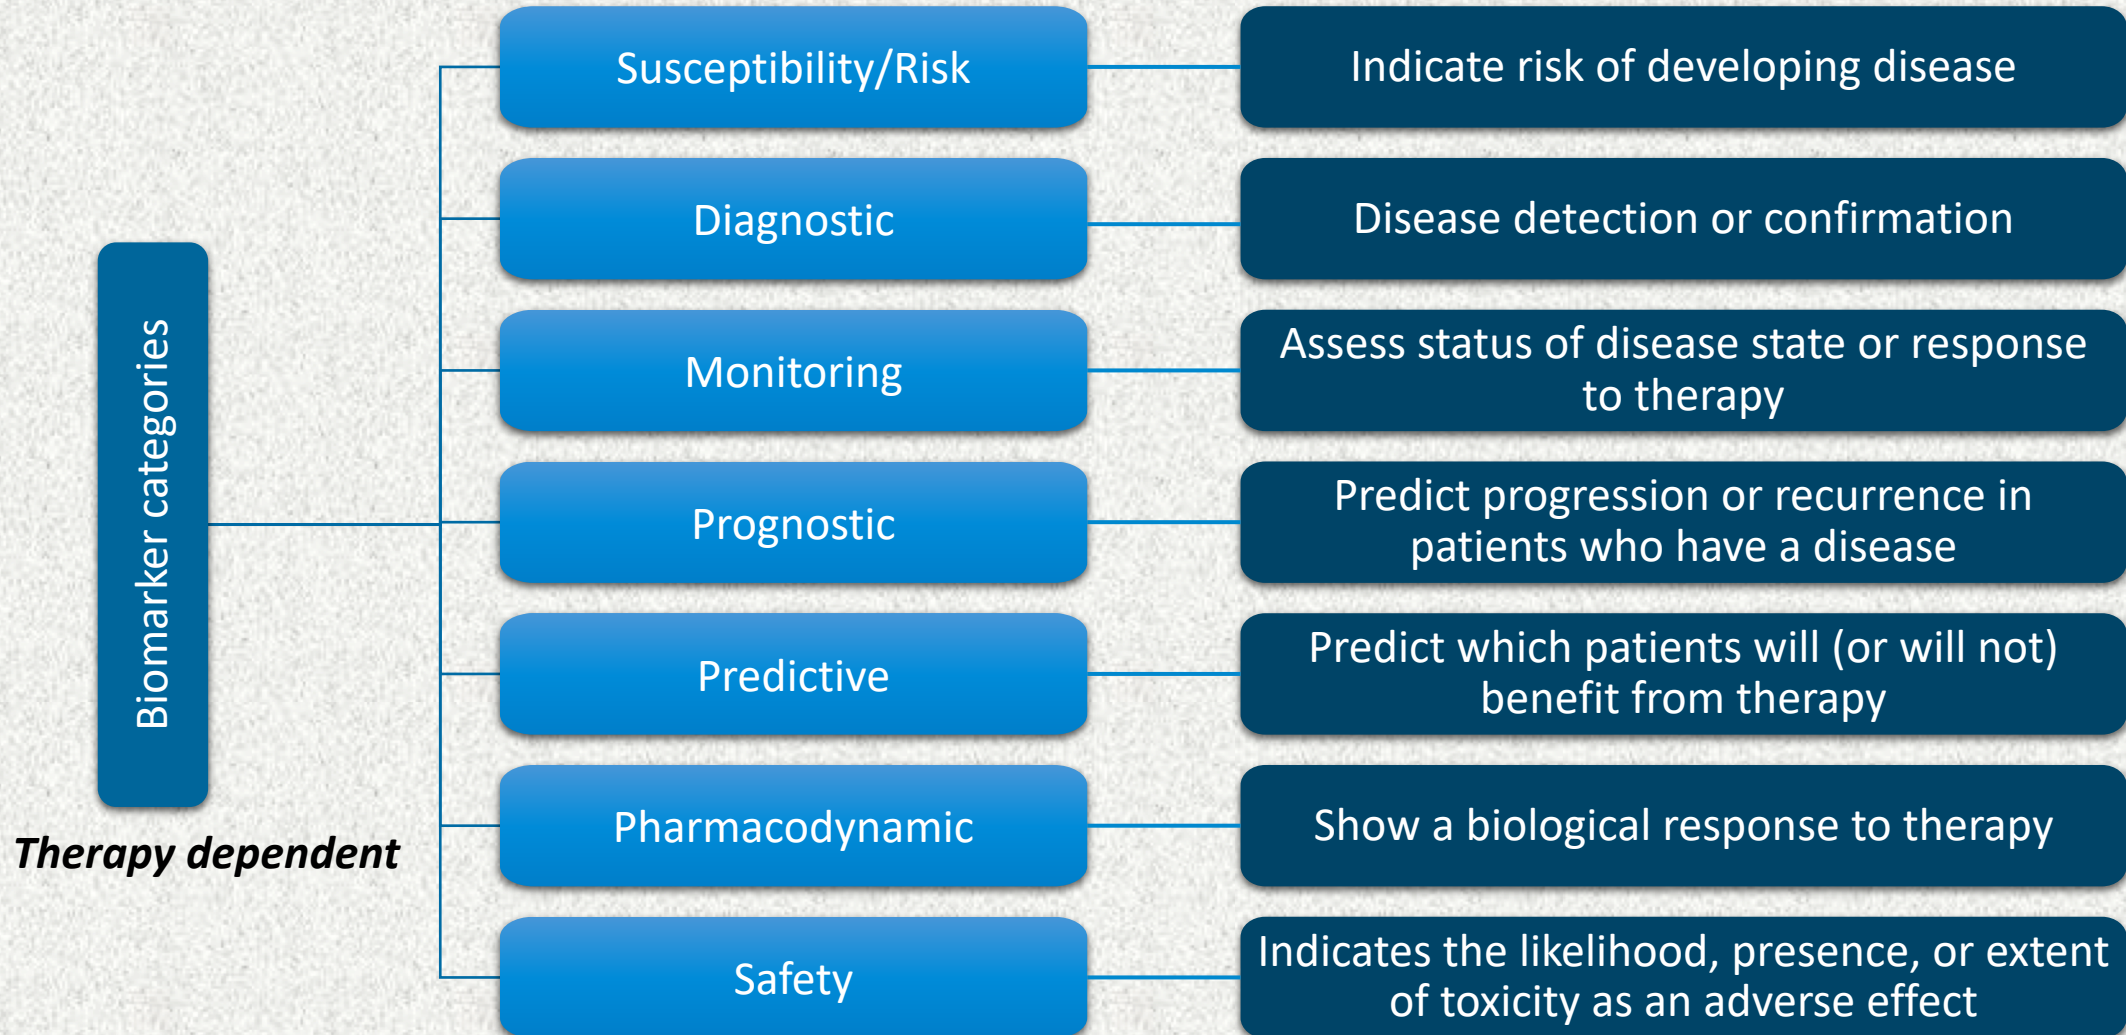 Biomarker categories
Therapy dependent
Susceptibility/Risk
Indicate risk of developing disease
Diagnostic
Disease detection or confirmation
Monitoring
Assess status of disease state or response
to therapy
Prognostic
Predict progression or recurrence in
patients who have a disease
Predictive
Predict which patients will (or will not)
benefit from therapy
Pharmacodynamic
Show a biological response to therapy
Safety
Indicates the likelihood, presence, or extent
of toxicity as an adverse effect